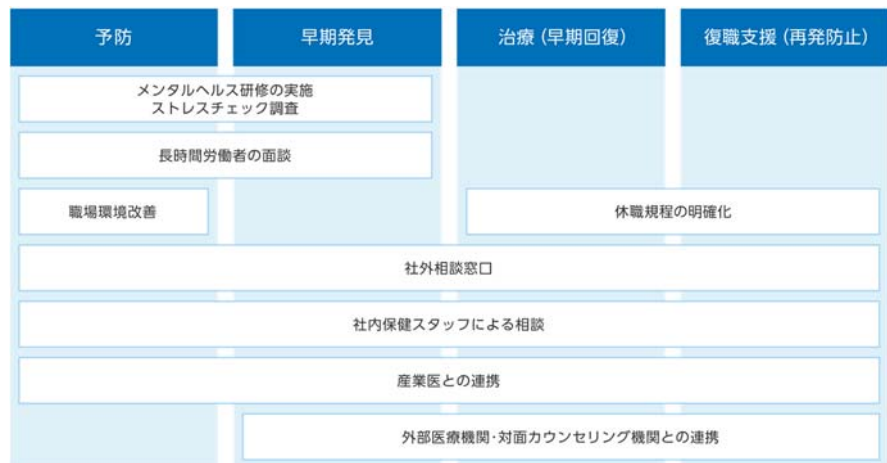 予防
早期発見
治療（早期回復）
復職支援（再発防止）
メンタルヘルス研修の実施
ストレスチェック調査
長時間労働者の面談
職場環境改善
休職規程の明確化
社外相談窓口
社内保健スタッフによる相談
産業医との連携
外部医療機関・対面カウンセリング機関との連携